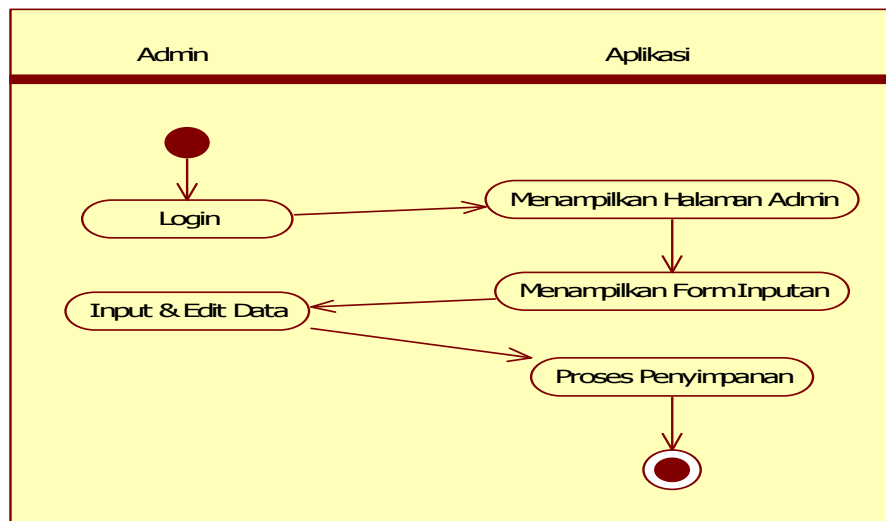 Admin
Aplikasi
Login
Menampilkan Halaman Admin
Menampilkan Form Inputan
Input & Edit Data
Proses Penyimpanan